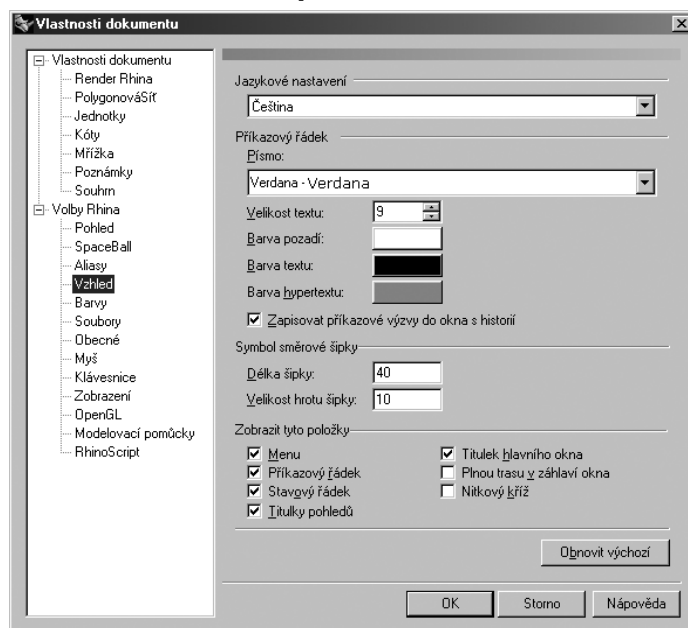 Vlastnosti dokumentu
Vlastnosti dokumentu
Render Rhina
PolygonováSíť
Jednotky
Kóty
Mřížka
Poznámky
Souhrn
Volby Rhina
Pohled
SpaceBall
Aliasy
Vzhled
Barvy
Soubory
Obecné
Myš
Klávesnice
Zobrazení
OpenGL
Modelovací pomůcky
RhinoScript
Jazykové nastavení
Čeština
Příkazový řádek
Písmo:
Verdana - Verdana
Velikost textu: 9
Barva pozadí:
Barva textu:
Barva hypertextu:
Zapisovat příkazové výzvy do okna s historií
Symbol směrové šipky
Délka šipky: 40
Velikost hrotu šipky: 10
Zobrazit tyto položky
Menu
Příkazový řádek
Stavový řádek
Titulky pohledů
Titulek hlavního okna
Plnou trasu v záhlaví okna
Nitkový kříž
Obnovit výchozí
OK Storno Nápověda